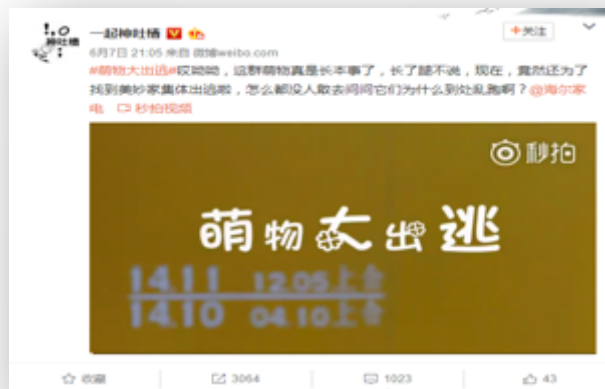 一起神吐槽
+关注
6月7日 21:05 来自 微博weibo.com
#萌物大出逃#哎呦呦，这群萌物真是长本事了，长了腿不说，现在，竟然还为了
找到美妙家集体出逃啦，怎么都没人敢去问问它们为什么到处乱跑啊？@海尔家
电 秒拍视频
秒拍
萌物大出逃
14.11 12.05上合
14.10 04.10上合
收藏
3064
1023
43